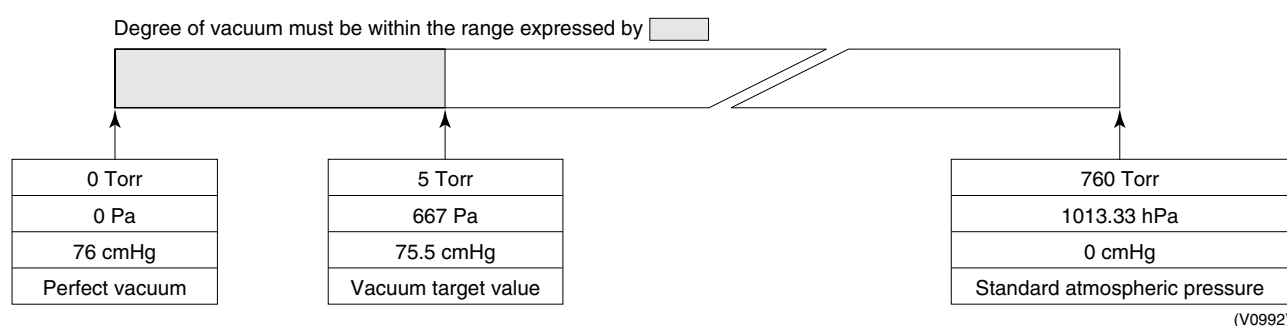 Degree of vacuum must be within the range expressed by
0 Torr
0 Pa
76 cmHg
Perfect vacuum
5 Torr
667 Pa
75.5 cmHg
Vacuum target value
760 Torr
1013.33 hPa
0 cmHg
Standard atmospheric pressure
(V0992)